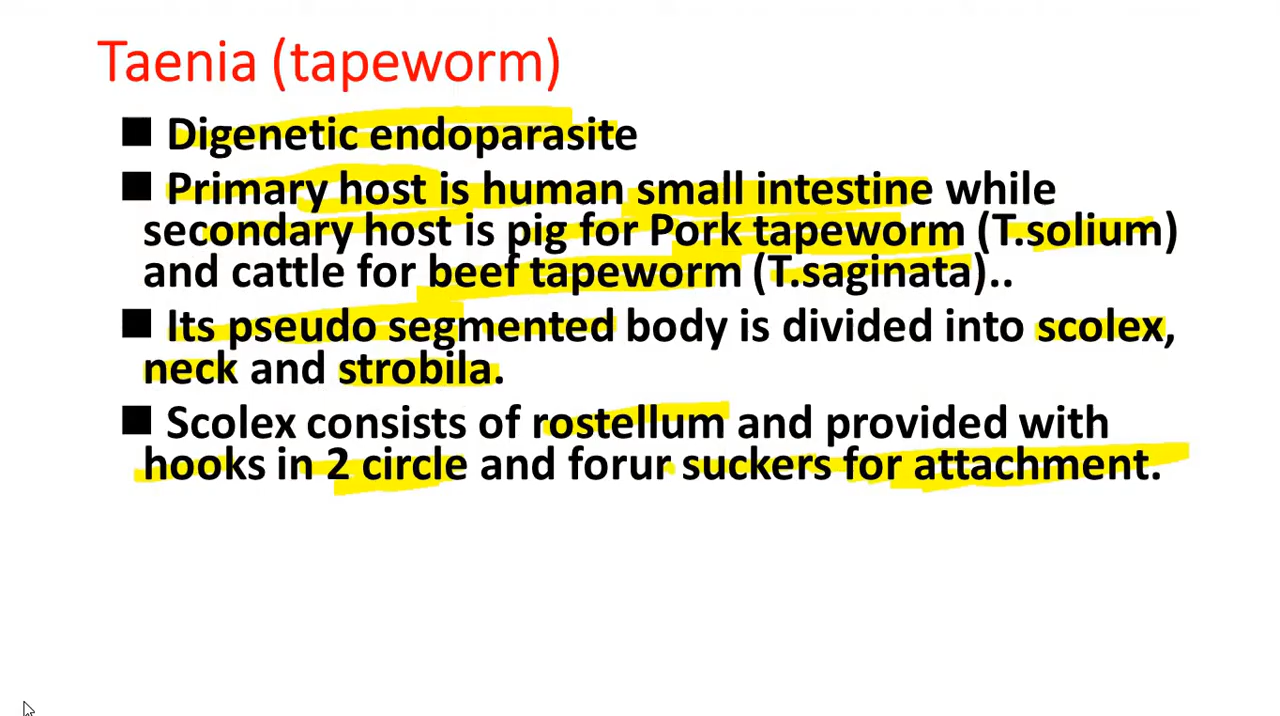 Taenia (tapeworm)
■ Digenetic endoparasite
■ Primary host is human small intestine while
secondary host is pig for Pork tapeworm (T.solium)
and cattle for beef tapeworm (T.saginata)..
■ Its pseudo segmented body is divided into scolex,
neck and strobila.
■ Scolex consists of rostellum and provided with
hooks in 2 circle and forur suckers for attachment.